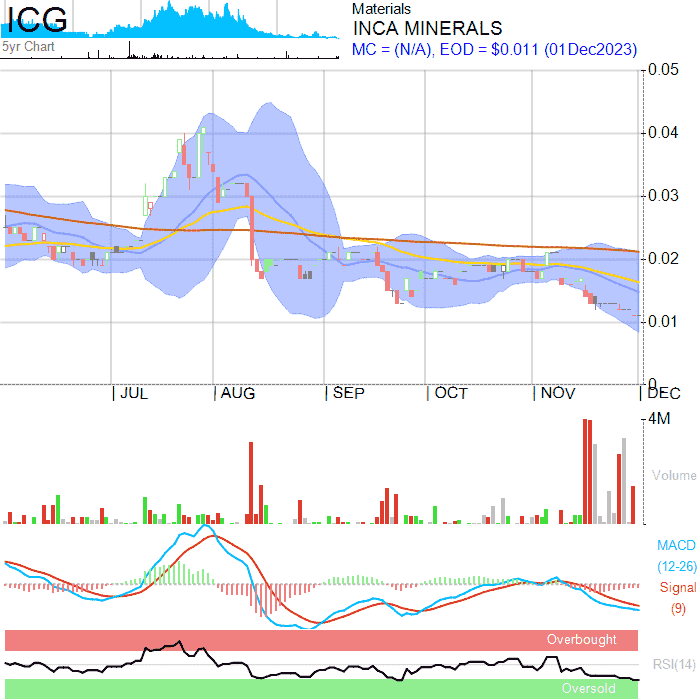 ICG
5yr Chart
Materials
INCA MINERALS
MC = (N/A), EOD = $0.011 (01Dec2023)
0.05
0.04
0.03
0.02
0.01
0
JUL AUG SEP OCT NOV DEC
4M
Volume
MACD
(12-26)
Signal
(9)
Overbought
RSI(14)
Oversold